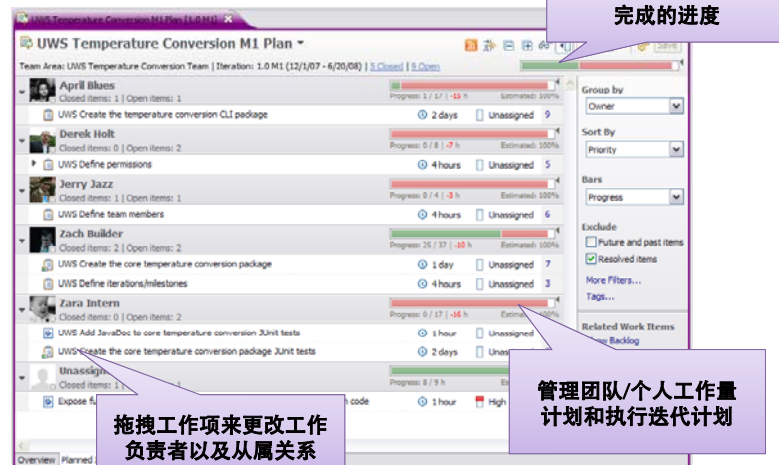 UWS Temperature Conversion M1 Plan [1.0 M1]
完成的进度
UWS Temperature Conversion M1 Plan
Save
Team Area: UWS Temperature Conversion Team | Iteration: 1.0 M1 (12/1/07 - 6/20/08) | 5 Closed | 9 Open
April Blues
Closed items: 1 | Open items: 1
Progress: 1 / 17 | -15 h Estimated: 100%
UWS Create the temperature conversion CLI package 2 days Unassigned 9
Derek Holt
Closed items: 0 | Open items: 2
Progress: 0 / 8 | -7 h Estimated: 100%
UWS Define permissions 4 hours Unassigned 5
Jerry Jazz
Closed items: 1 | Open items: 1
Progress: 0 / 4 | -3 h Estimated: 100%
UWS Define team members 4 hours Unassigned 6
Zach Builder
Closed items: 2 | Open items: 2
Progress: 25 / 37 | -10 h Estimated: 100%
UWS Create the core temperature conversion package 1 day Unassigned 7
UWS Define iterations/milestones 4 hours Unassigned 3
Zara Intern
Closed items: 0 | Open items: 2
Progress: 0 / 17 | -16 h 100%
UWS Add JavaDoc to core temperature conversion JUnit tests 1 hour Unassigned
UWS Create the core temperature conversion package JUnit tests 2 days
Closed items: 1
Progress: 8 / 9 h
Expose code 1 hour High
Group by
Owner
Sort By
Priority
Bars
Progress
Exclude
Future and past items
Resolved items
More Filters...
Tags...
Related Work Items
Backlog
管理团队/个人工作量
计划和执行迭代计划
拖拽工作项来更改工作
负责者以及从属关系
Overview Planned